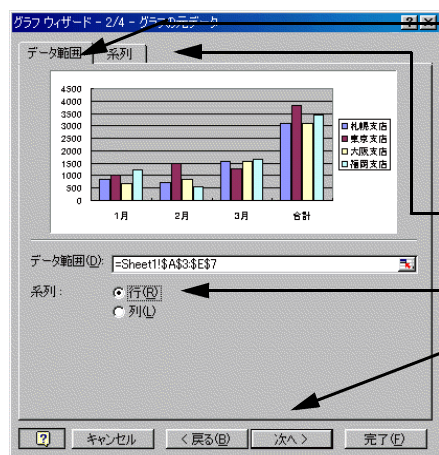 グラフ ウィザード - 2/4 - グラフの元データ
データ範囲 系列
4500
4000
3500
3000
2500
2000
1500
1000
500
0
1月 2月 3月 合計
札幌支店
東京支店
大阪支店
福岡支店
データ範囲(D): =Sheet1!$A$3:$E$7
系列: 行(R)
列(L)
キャンセル < 戻る(B) 次へ > 完了(F)